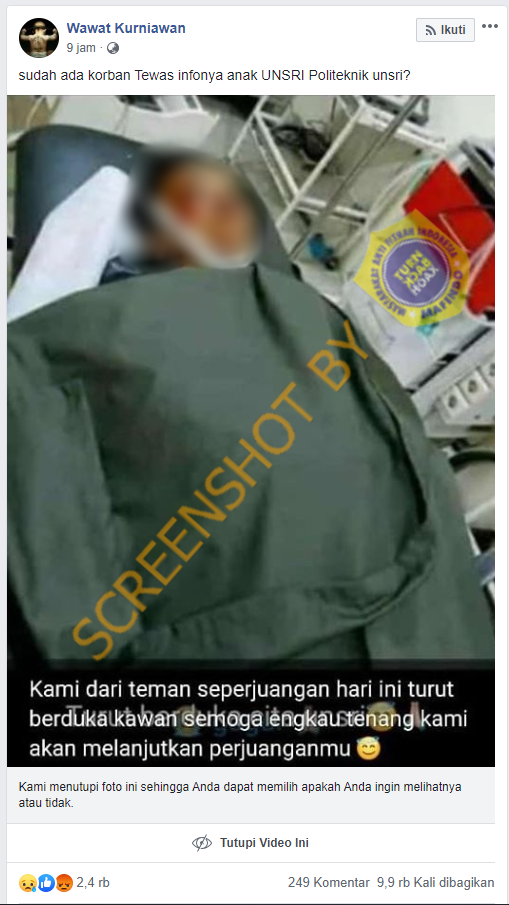 Wawat Kurniawan
Ikuti
9 jam ·
sudah ada korban Tewas infonya anak UNSRI Politeknik unsri?
MASYARAKAT ANTI FITNAH INDONESIA
TURN
BACK
HOAX
MAFINDO
SCREENSHOT BY
Kami dari teman seperjuangan hari ini turut
berduka kawan semoga engkau tenang kami
akan melanjutkan perjuanganmu 😅
Kami menutupi foto ini sehingga Anda dapat memilih apakah Anda ingin melihatnya
atau tidak.
Tutupi Video Ini
2,4 rb
249 Komentar 9,9 rb Kali dibagikan